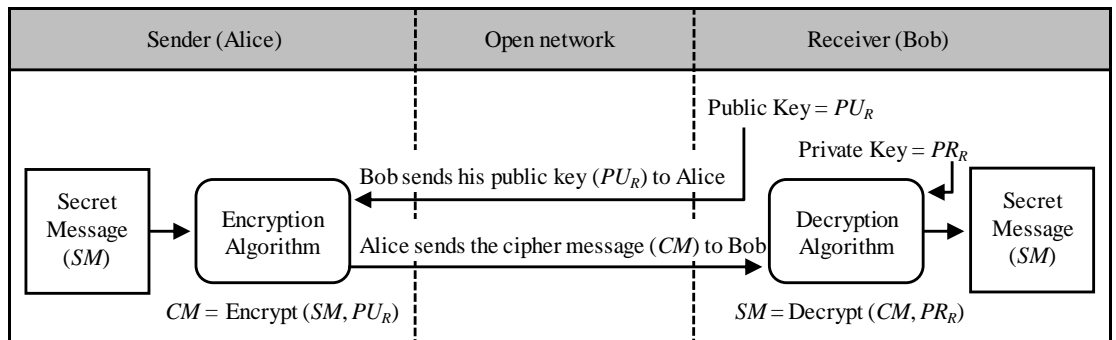 Sender (Alice)
Open network
Receiver (Bob)
Public Key = PU_R
Private Key = PR_R
Bob sends his public key (PU_R) to Alice
Secret
Message
(SM)
Encryption
Algorithm
Alice sends the cipher message (CM) to Bob
Decryption
Algorithm
Secret
Message
(SM)
CM = Encrypt (SM, PU_R)
SM = Decrypt (CM, PR_R)